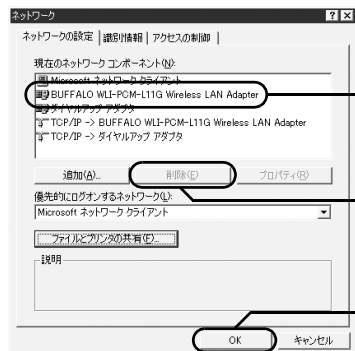 ネットワーク
ネットワークの設定 識別情報 アクセスの制御
現在のネットワーク コンポーネント(N):
Microsoft ネットワーク クライアント
BUFFALO WLI-PCM-L11G Wireless LAN Adapter
ダイヤルアップ アダプタ
TCP/IP -> BUFFALO WLI-PCM-L11G Wireless LAN Adapter
TCP/IP -> ダイヤルアップ アダプタ
追加(A)... 削除(E) プロパティ(R)
優先的にログオンするネットワーク(L):
Microsoft ネットワーク クライアント
ファイルとプリンタの共有(F)...
説明
OK キャンセル